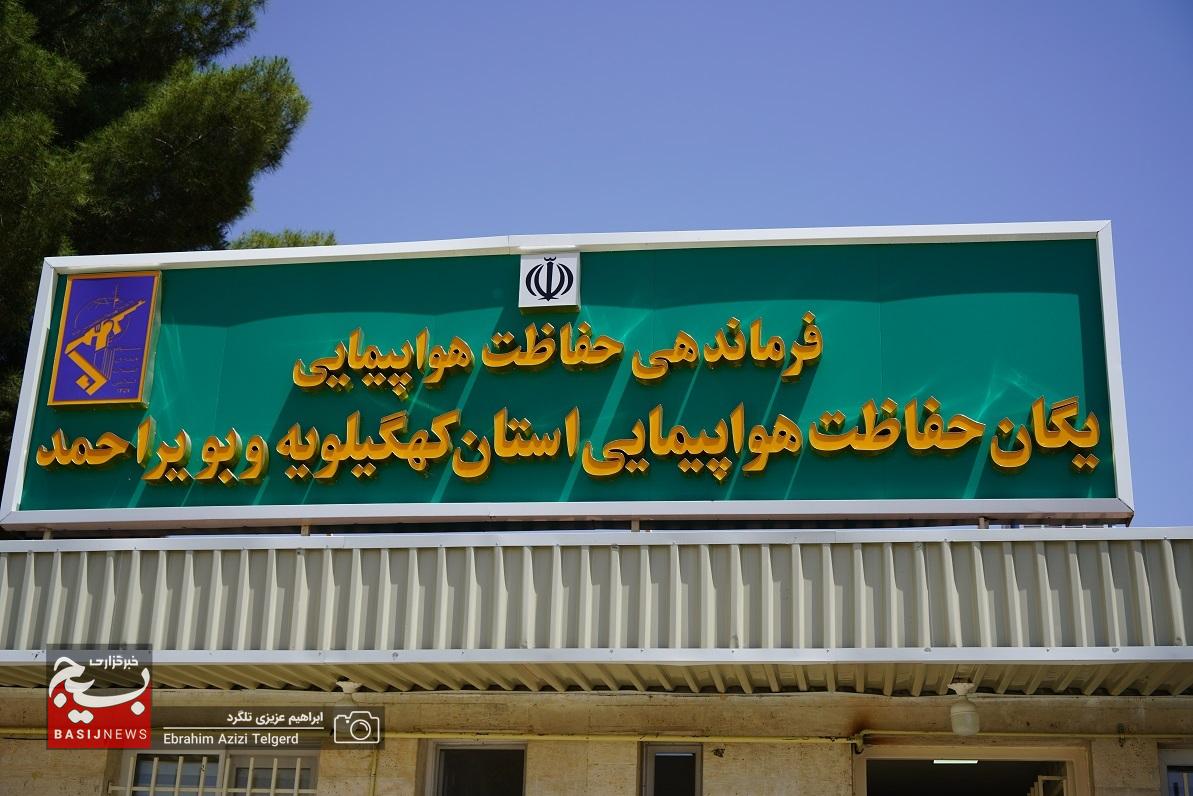 فرماندهی حفاظت هواپیمایی
یگان حفاظت هواپیمایی استان کهگیلویه و بویراحمد
خبرگزاری
بسیج
BASIJNEWS
ابراهیم عزیزی تلگرد
Ebrahim Azizi Telgerd